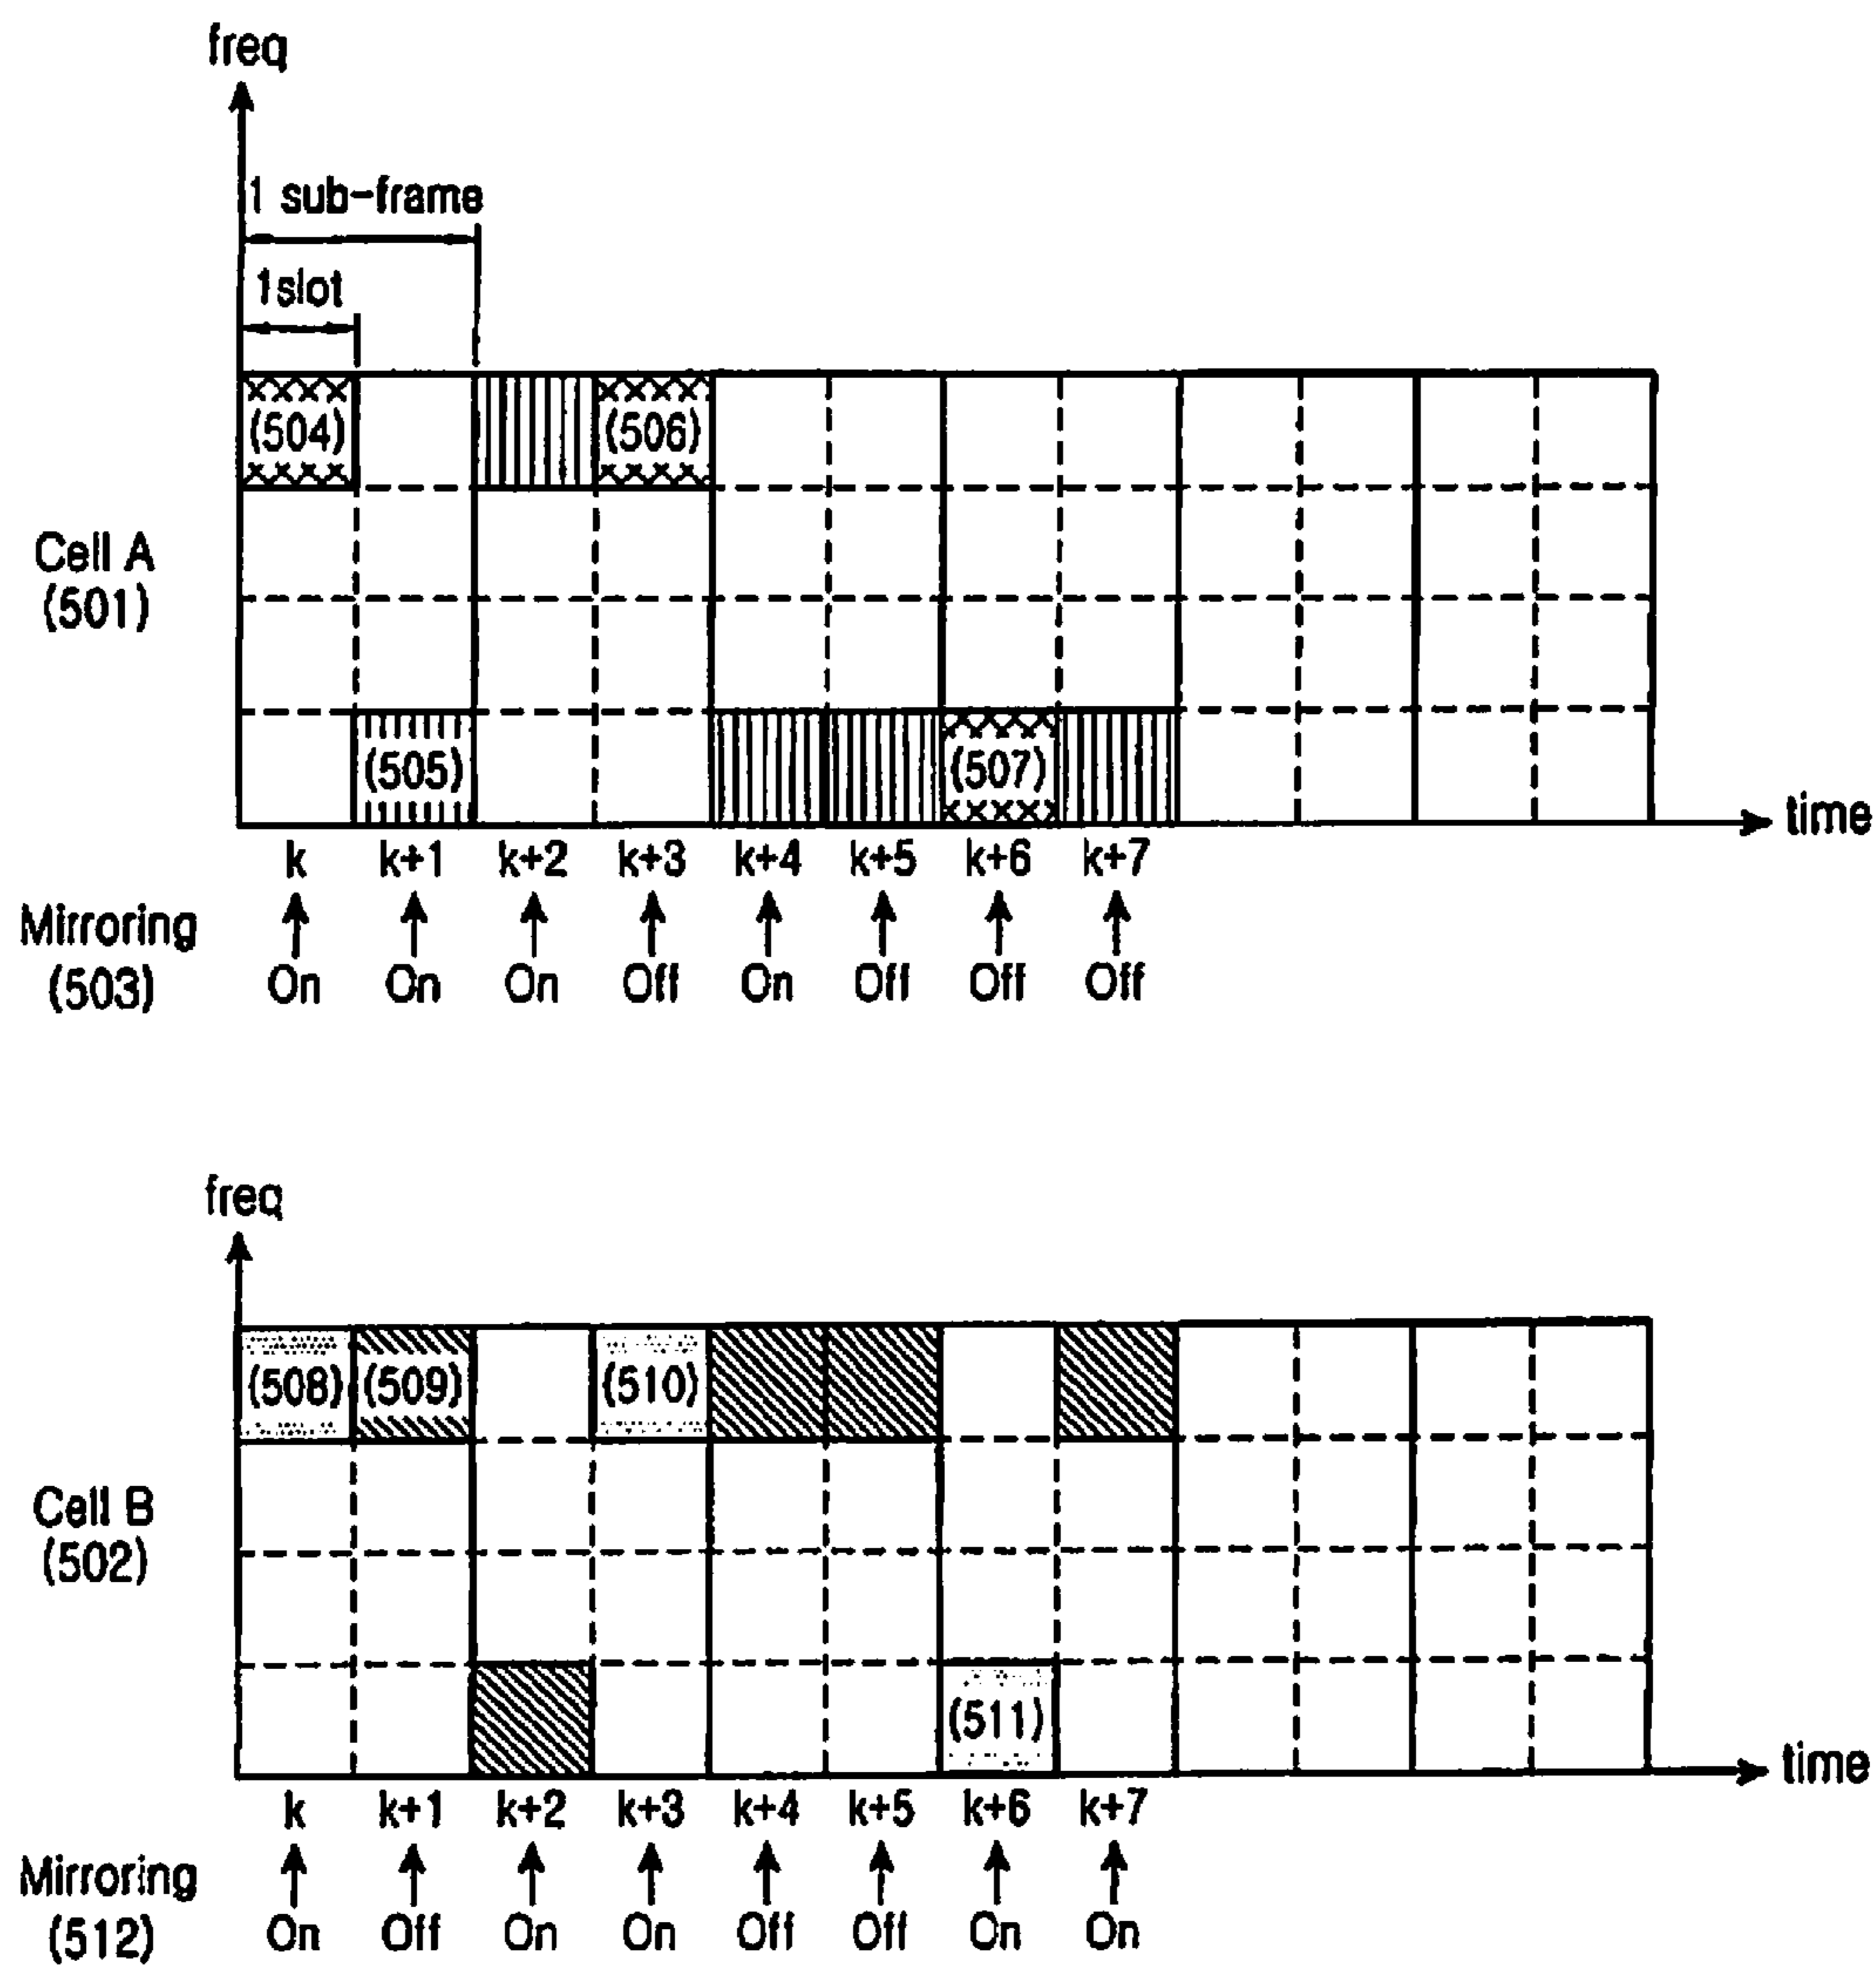 freq
1 sub-frame
1slot
(504) (506)
Cell A
(501)
(505) (507)
time
k k+1 k+2 k+3 k+4 k+5 k+6 k+7
Mirroring
(503)
On On On Off On Off Off Off
freq
(508) (509) (510)
Cell B
(502)
(511)
time
k k+1 k+2 k+3 k+4 k+5 k+6 k+7
Mirroring
(512)
On Off On On Off Off On On